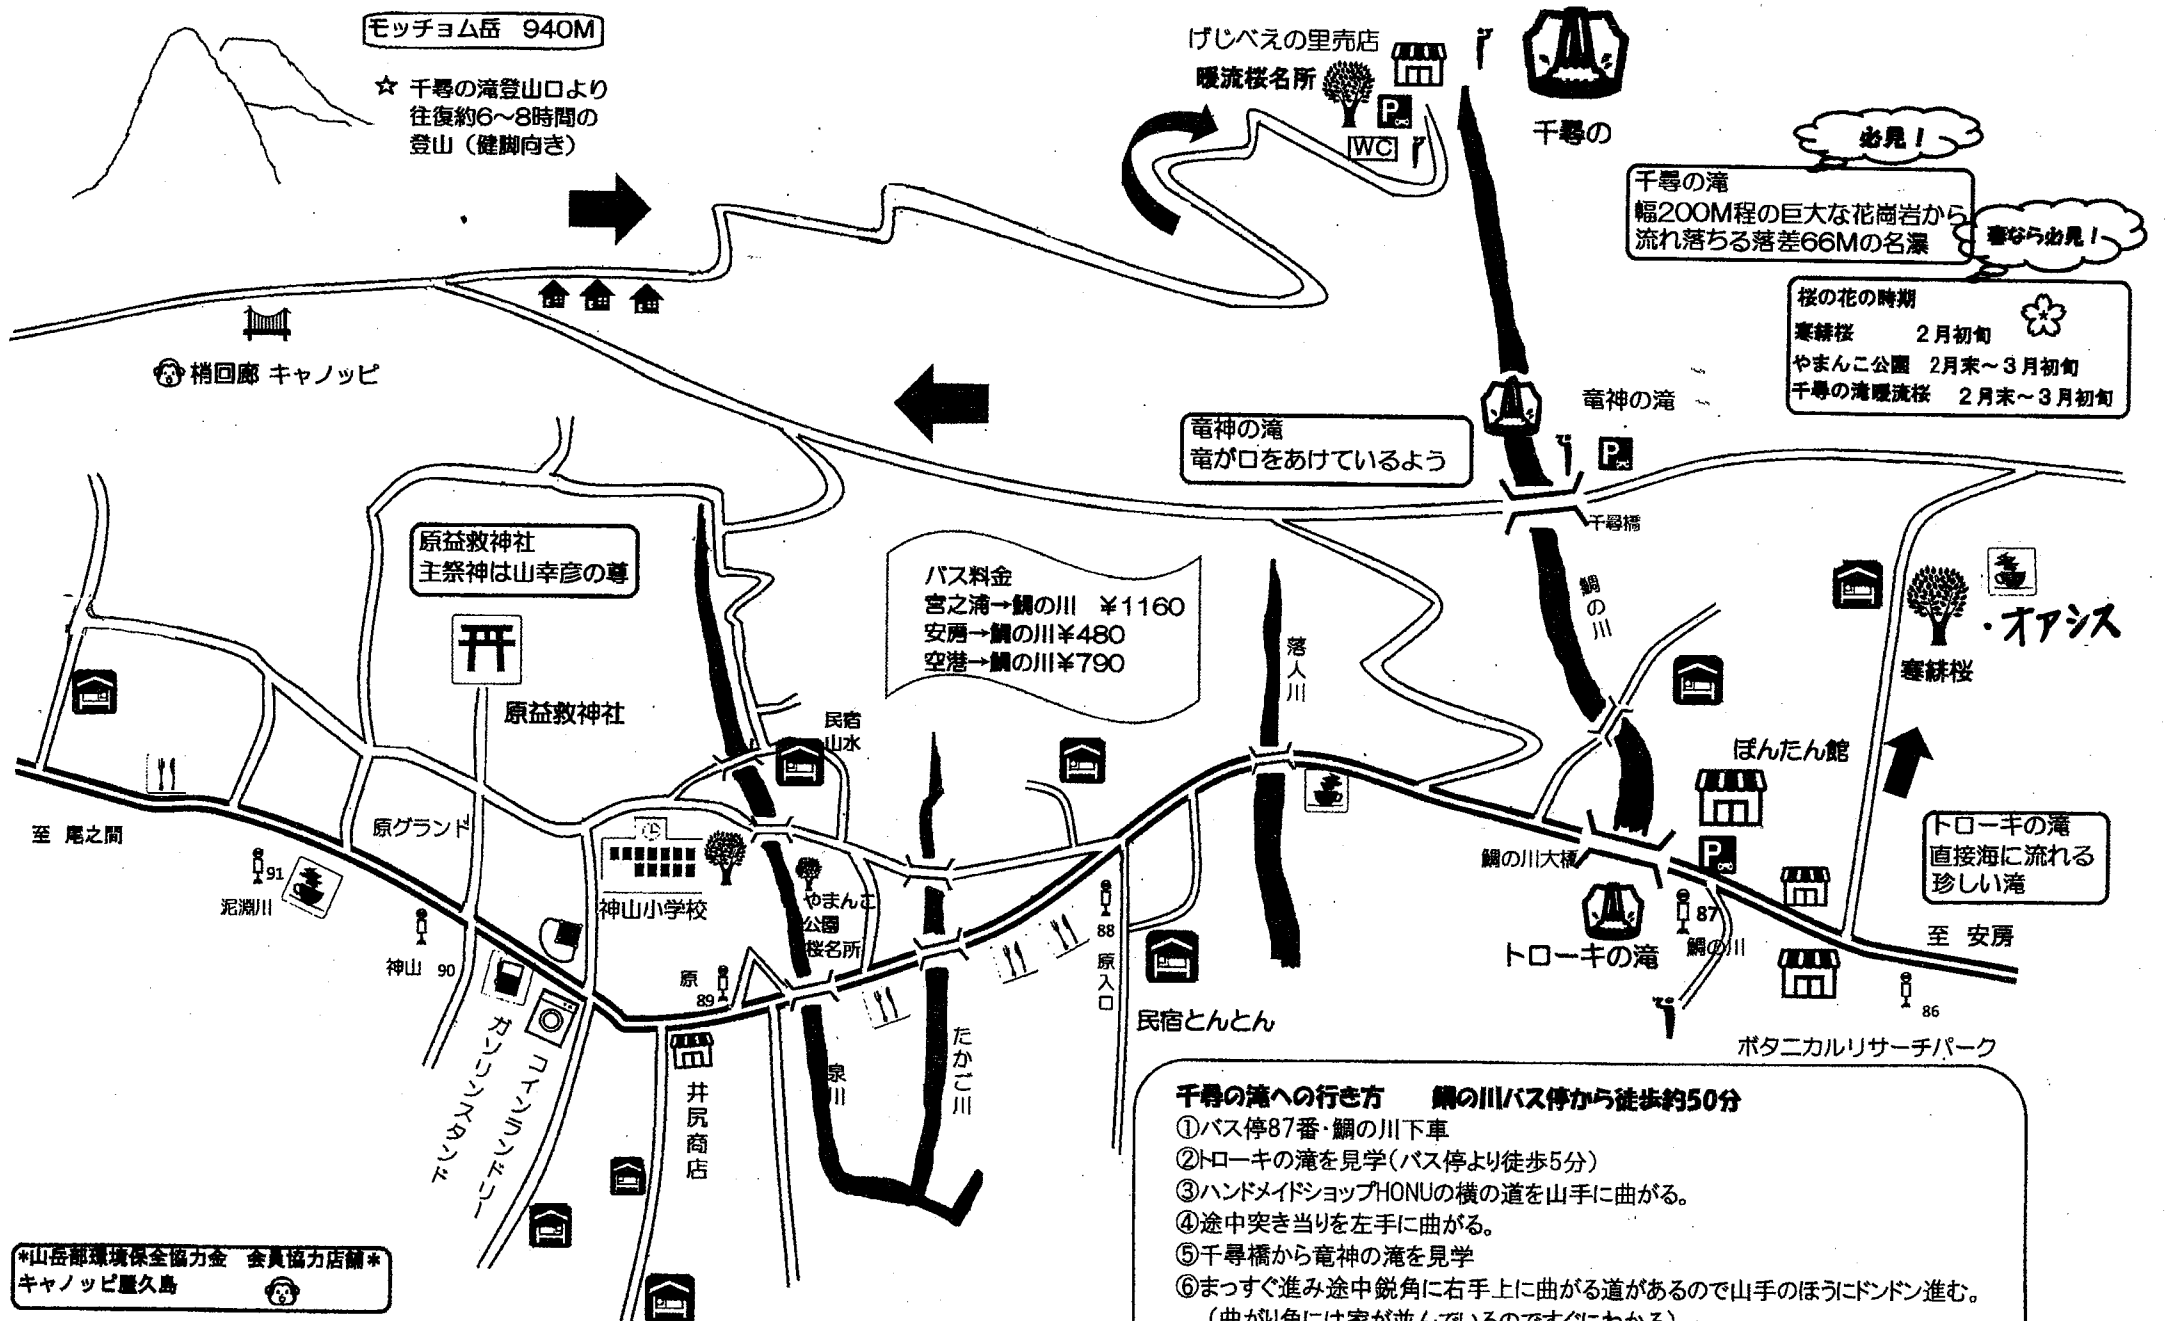 モッチョム岳 940M
☆ 千尋の滝登山口より
往復約6〜8時間の
登山（健脚向き）
げじべえの里売店
暖流桜名所
P
WC
千尋の
必見！
千尋の滝
幅200M程の巨大な花崗岩から
流れ落ちる落差66Mの名瀑
春なら必見！
桜の花の時期
寒緋桜 2月初旬
やまんこ公園 2月末〜3月初旬
千尋の滝暖流桜 2月末〜3月初旬
梢回廊 キャノッピ
竜神の滝
竜神の滝
竜が口をあけているよう
P
千尋橋
原益救神社
主祭神は山幸彦の尊
バス料金
宮之浦→鯛の川 ¥1160
安房→鯛の川¥480
空港→鯛の川¥790
鯛の川
落人川
・オアシス
寒緋桜
原益救神社
民宿
山水
ぽんたん館
P
トローキの滝
直接海に流れる
珍しい滝
至 尾之間
原グランド
91
泥淵川
神山 90
神山小学校
やまんこ
公園
桜名所
原
89
88
原入口
鯛の川大橋
87
鯛の川
トローキの滝
至 安房
86
ボタニカルリサーチパーク
民宿とんとん
ガソリンスタンド
コインランドリー
井尻商店
泉川
たかご川
千尋の滝への行き方 鯛の川バス停から徒歩約50分
①バス停87番・鯛の川下車
②トローキの滝を見学（バス停より徒歩5分）
③ハンドメイドショップHONUの横の道を山手に曲がる。
④途中突き当りを左手に曲がる。
⑤千尋橋から竜神の滝を見学
⑥まっすぐ進み途中鋭角に右手上に曲がる道があるので山手のほうにドンドン進む。
（曲がり角には家が並んでいるのですぐにわかる）
*山岳部環境保全協力金 会員協力店舗*
キャノッピ屋久島